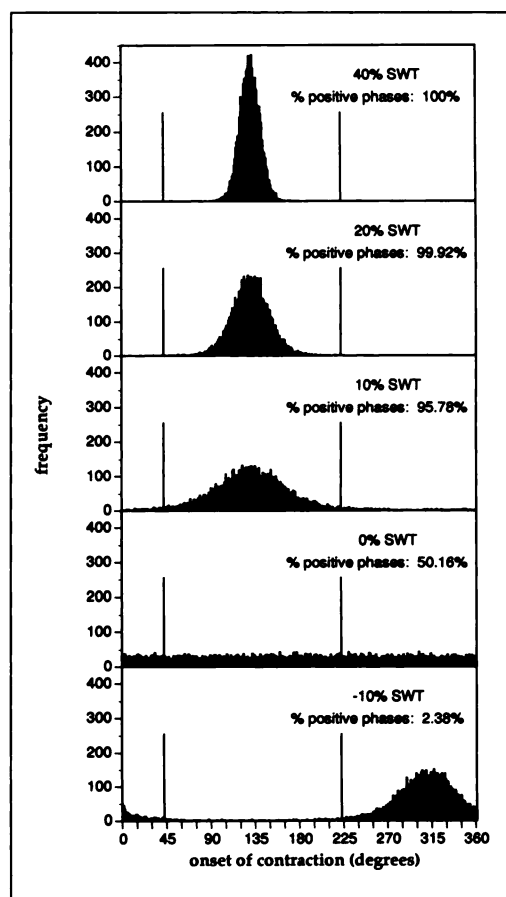 400
300
200
100
0
40% SWT
% positive phases: 100%
400
300
200
100
0
20% SWT
% positive phases: 99.92%
400
300
200
100
0
10% SWT
% positive phases: 95.78%
400
300
200
100
0
0% SWT
% positive phases: 50.16%
400
300
200
100
0
-10% SWT
% positive phases: 2.38%
frequency
0 45 90 135 180 225 270 315 360
onset of contraction (degrees)